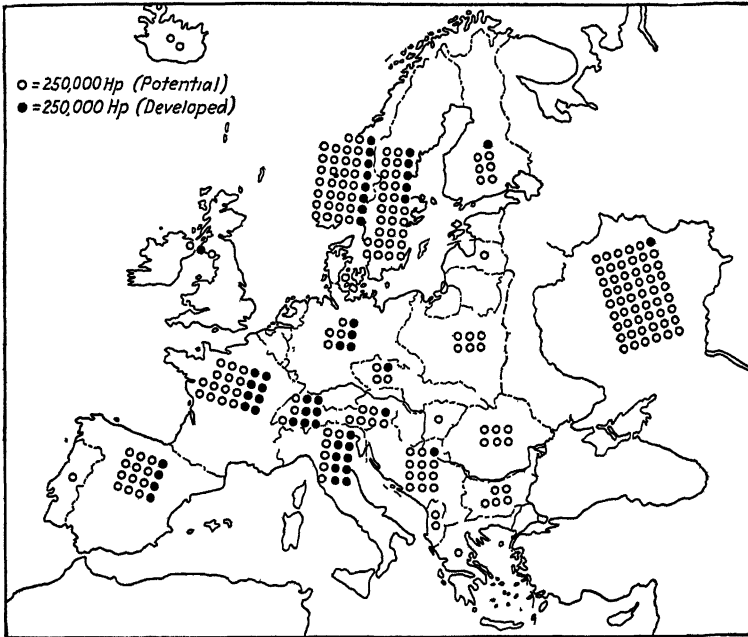 ○ = 250,000 Hp (Potential)
● = 250,000 Hp (Developed)